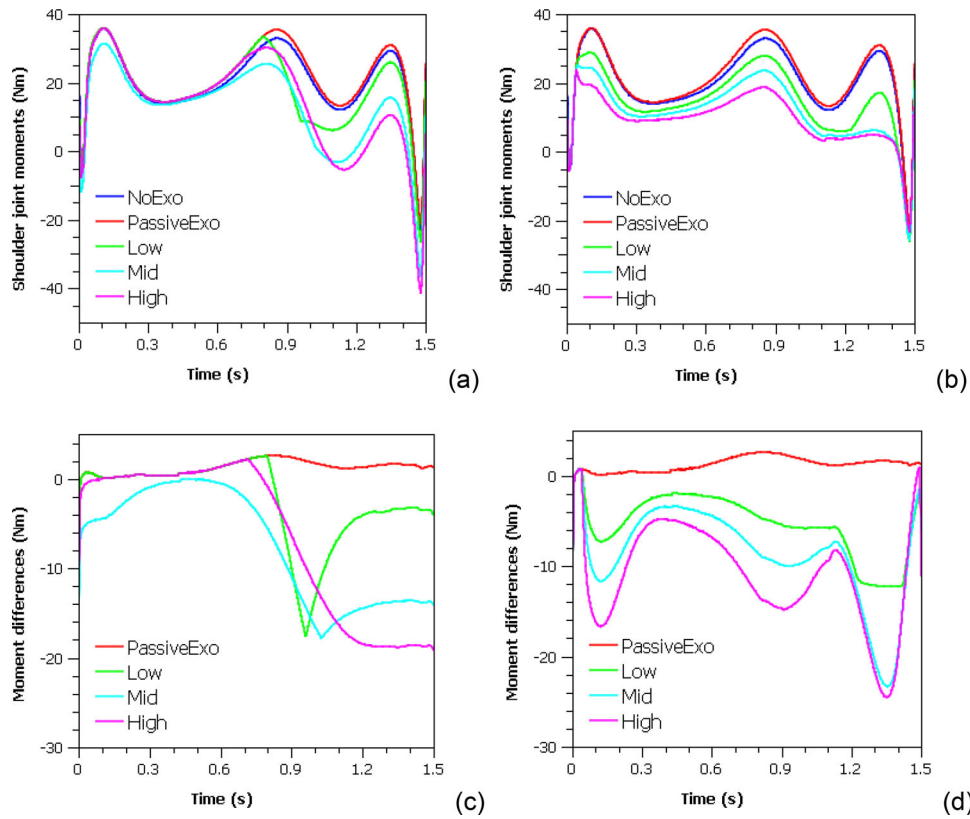 40
20
0
-20
-40
Shoulder joint moments (Nm)
NoExo
PassiveExo
Low
Mid
High
0 0.3 0.6 0.9 1.2 1.5
Time (s)
(a)
40
20
0
-20
-40
Shoulder joint moments (Nm)
NoExo
PassiveExo
Low
Mid
High
0 0.3 0.6 0.9 1.2 1.5
Time (s)
(b)
0
-10
-20
-30
Moment differences (Nm)
PassiveExo
Low
Mid
High
0 0.3 0.6 0.9 1.2 1.5
Time (s)
(c)
0
-10
-20
-30
Moment differences (Nm)
PassiveExo
Low
Mid
High
0 0.3 0.6 0.9 1.2 1.5
Time (s)
(d)